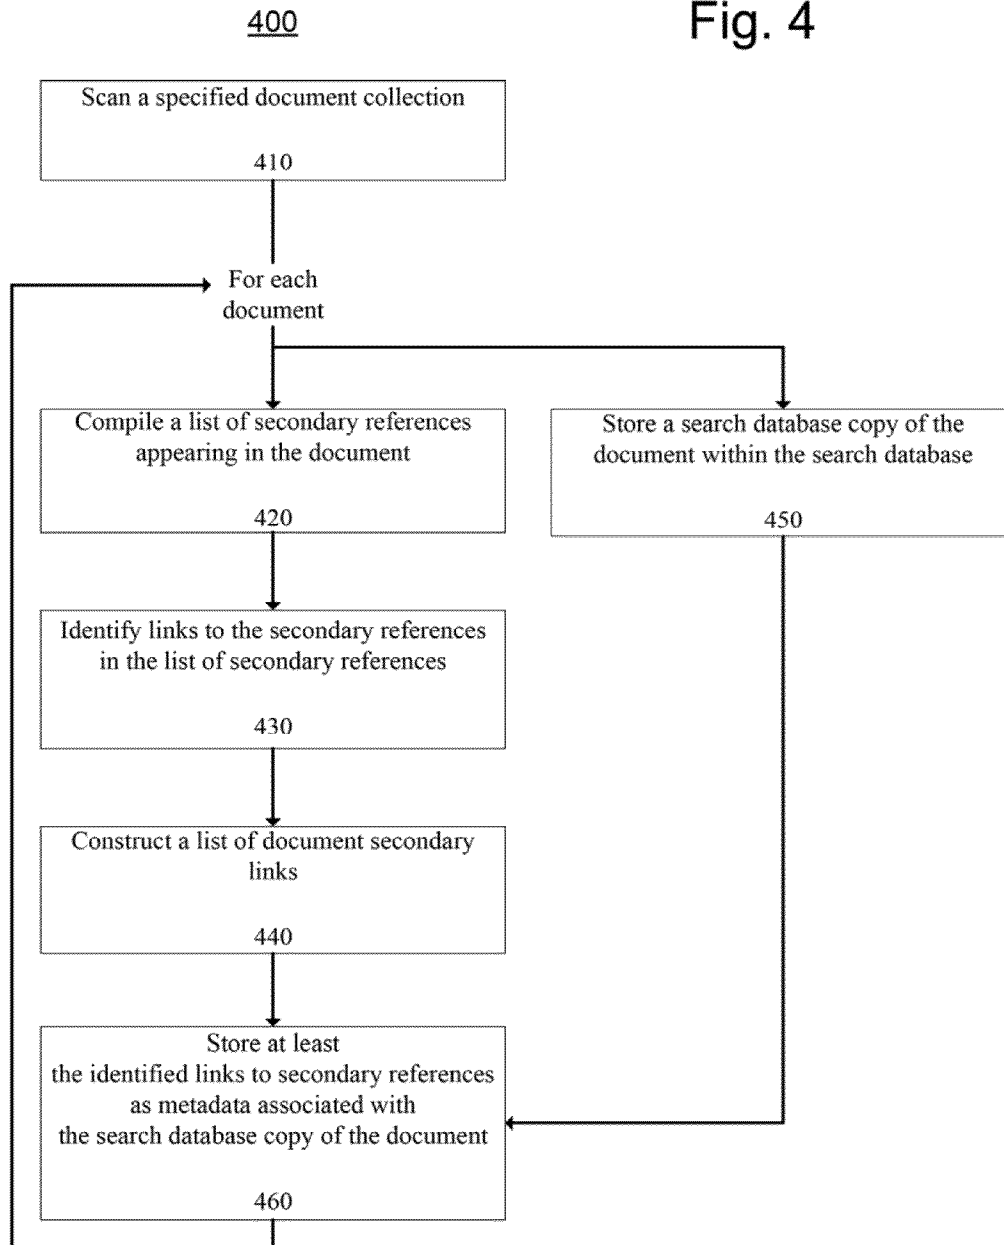 400
Fig. 4
Scan a specified document collection
410
For each
document
Compile a list of secondary references
appearing in the document
420
Store a search database copy of the
document within the search database
450
Identify links to the secondary references
in the list of secondary references
430
Construct a list of document secondary
links
440
Store at least
the identified links to secondary references
as metadata associated with
the search database copy of the document
460